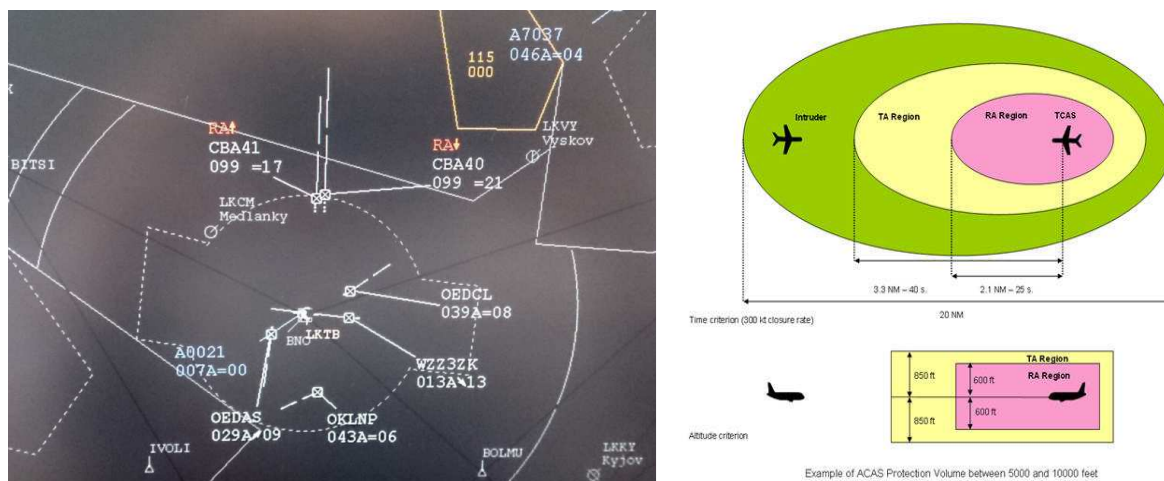 A7037
046A=04
115
000
RA↑
CBA41
099 =17
RA↓
CBA40
099 =21
LKVY
Vyskov
BITSI
LKCM
Medlanky
OEDCL
039A=08
LKTB
BNO
A0021
007A=00
WZZ3ZK
013A↘13
OEDAS
OKLNP
043A=06
IVOLI
BOLMU
LKKY
Kyjov
Intruder
TA Region
RA Region
TCAS
3.3 NM – 40 s.
2.1 NM – 25 s.
20 NM
Time criterion (300 kt closure rate)
TA Region
RA Region
850 ft
600 ft
850 ft
600 ft
Altitude criterion
Example of ACAS Protection Volume between 5000 and 10000 feet